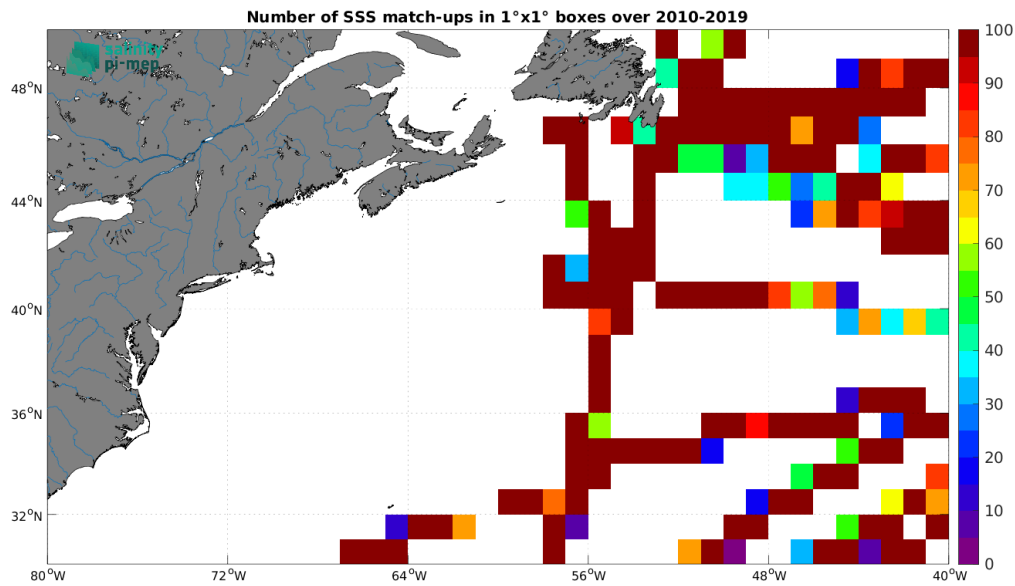 Number of SSS match-ups in 1°x1° boxes over 2010-2019
salinity
pi-mep
48°N
44°N
40°N
36°N
32°N
80°W
72°W
64°W
56°W
48°W
40°W
100
90
80
70
60
50
40
30
20
10
0